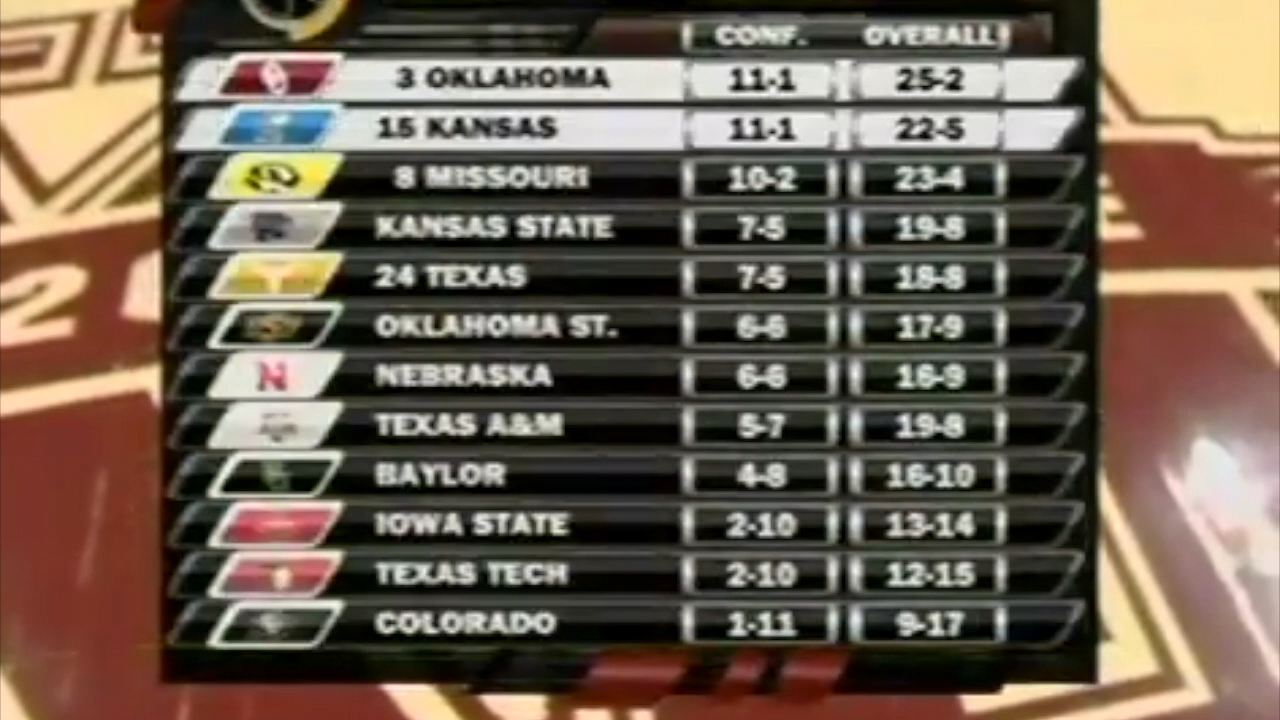 CONF. OVERALL
3 OKLAHOMA 11-1 25-2
15 KANSAS 11-1 22-5
8 MISSOURI 10-2 23-4
KANSAS STATE 7-5 19-8
24 TEXAS 7-5 18-8
OKLAHOMA ST. 6-6 17-9
N NEBRASKA 6-6 16-9
TEXAS A&M 5-7 19-8
BAYLOR 4-8 16-10
IOWA STATE 2-10 13-14
TEXAS TECH 2-10 12-15
COLORADO 1-11 9-17